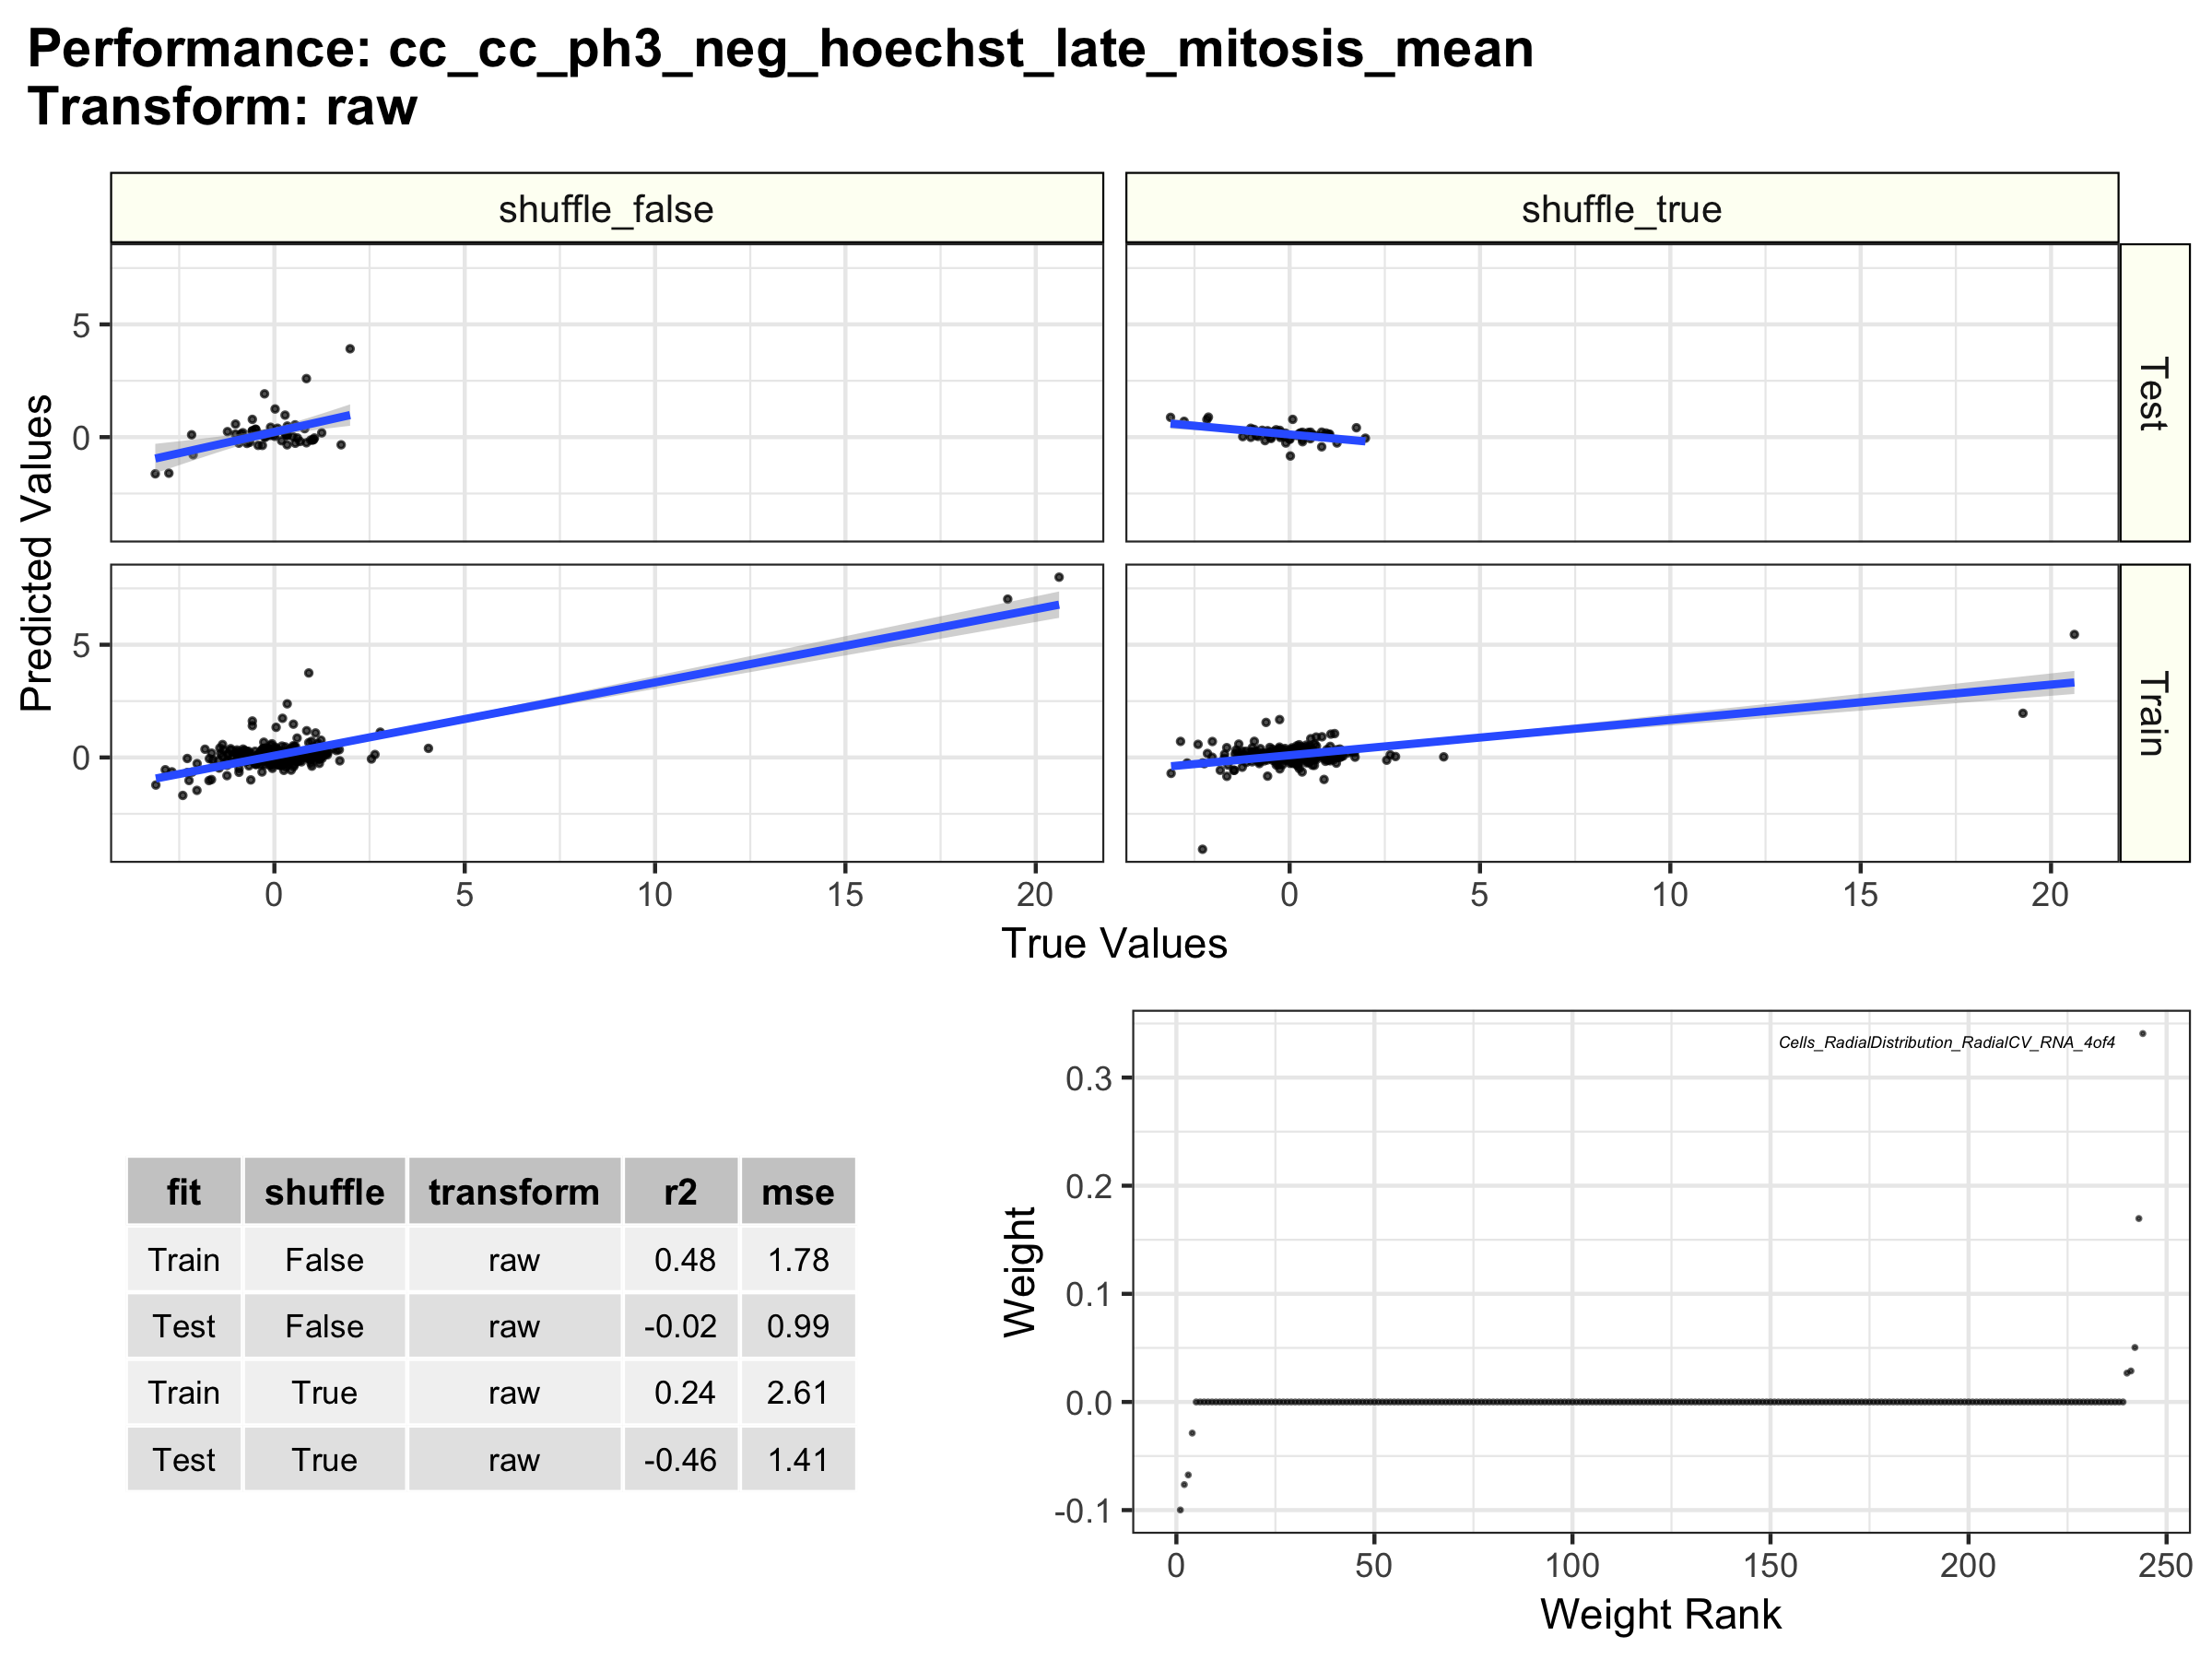 Performance: cc_cc_ph3_neg_hoechst_late_mitosis_mean
Transform: raw
shuffle_false
shuffle_true
5
0
Test
5
0
Train
Predicted Values
0 5 10 15 20
0 5 10 15 20
True Values
fit shuffle transform r2 mse
Train False raw 0.48 1.78
Test False raw -0.02 0.99
Train True raw 0.24 2.61
Test True raw -0.46 1.41
Cells_RadialDistribution_RadialCV_RNA_4of4
0.3
0.2
0.1
0.0
-0.1
Weight
0 50 100 150 200 250
Weight Rank